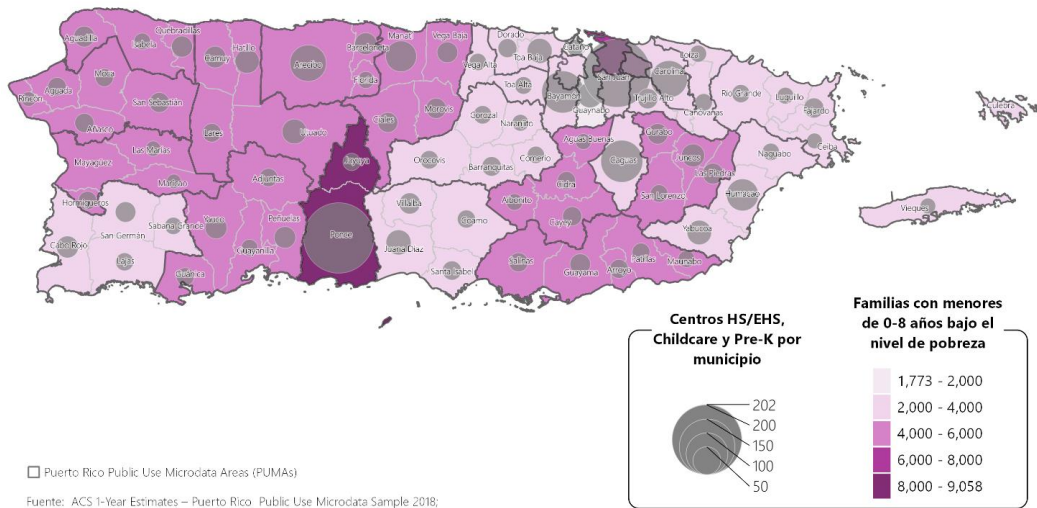 Aguadilla
Isabela
Quebradillas
Camuy
Hatillo
Arecibo
Barceloneta
Manatí
Vega Baja
Vega Alta
Dorado
Toa Baja
Cataño
San Juan
Carolina
Loíza
Moca
Aguada
Rincón
San Sebastián
Añasco
Florida
Toa Alta
Bayamón
Guaynabo
Trujillo Alto
Canóvanas
Río Grande
Luquillo
Fajardo
Culebra
Lares
Utuado
Ciales
Morovis
Corozal
Naranjito
Aguas Buenas
Gurabo
Ceiba
Las Marías
Mayagüez
Maricao
Adjuntas
Jayuya
Orocovis
Barranquitas
Comerío
Caguas
Juncos
Las Piedras
Naguabo
Cidra
San Lorenzo
Humacao
Hormigueros
Vieques
Cabo Rojo
San Germán
Sabana Grande
Yauco
Peñuelas
Ponce
Villalba
Coamo
Aibonito
Cayey
Yabucoa
Lajas
Guánica
Guayanilla
Juana Díaz
Santa Isabel
Salinas
Guayama
Arroyo
Patillas
Maunabo
Centros HS/EHS,
Childcare y Pre-K por
municipio
202
200
150
100
50
Familias con menores
de 0-8 años bajo el
nivel de pobreza
1,773 - 2,000
2,000 - 4,000
4,000 - 6,000
6,000 - 8,000
8,000 - 9,058
Puerto Rico Public Use Microdata Areas (PUMAs)
Fuente: ACS 1-Year Estimates – Puerto Rico Public Use Microdata Sample 2018;